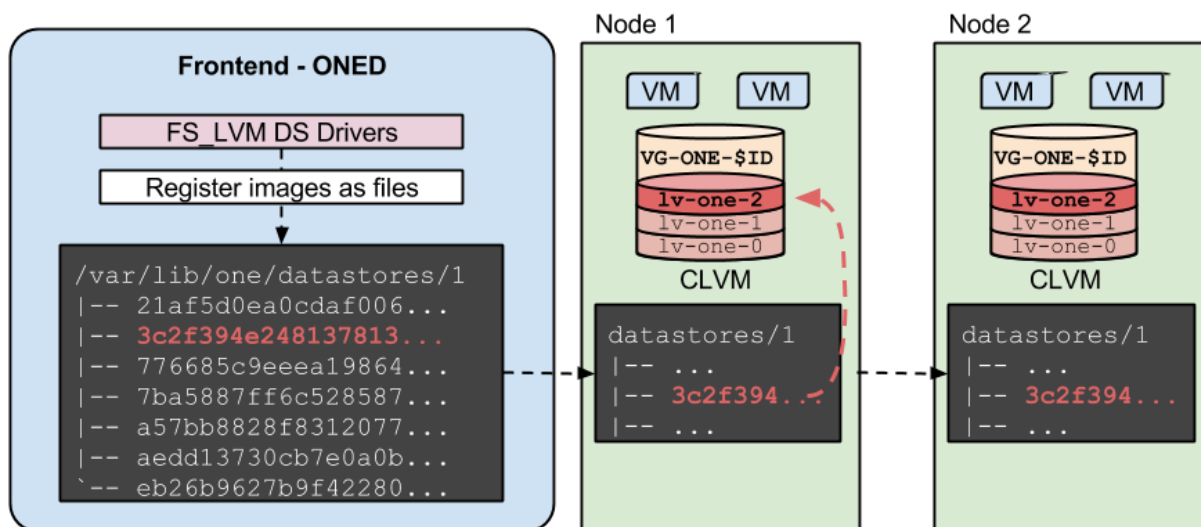 Frontend - ONED
FS_LVM DS Drivers
Register images as files
/var/lib/one/datastores/1
|-- 21af5d0ea0cdaf006...
|-- 3c2f394e248137813...
|-- 776685c9eeea19864...
|-- 7ba5887ff6c528587...
|-- a57bb8828f8312077...
|-- aedd13730cb7e0a0b...
`-- eb26b9627b9f42280...
Node 1
VM VM
VG-ONE-$ID
lv-one-2
lv-one-1
lv-one-0
CLVM
datastores/1
|-- ...
|-- 3c2f394...
|-- ...
Node 2
VM VM
VG-ONE-$ID
lv-one-2
lv-one-1
lv-one-0
CLVM
datastores/1
|-- ...
|-- 3c2f394...
|-- ...